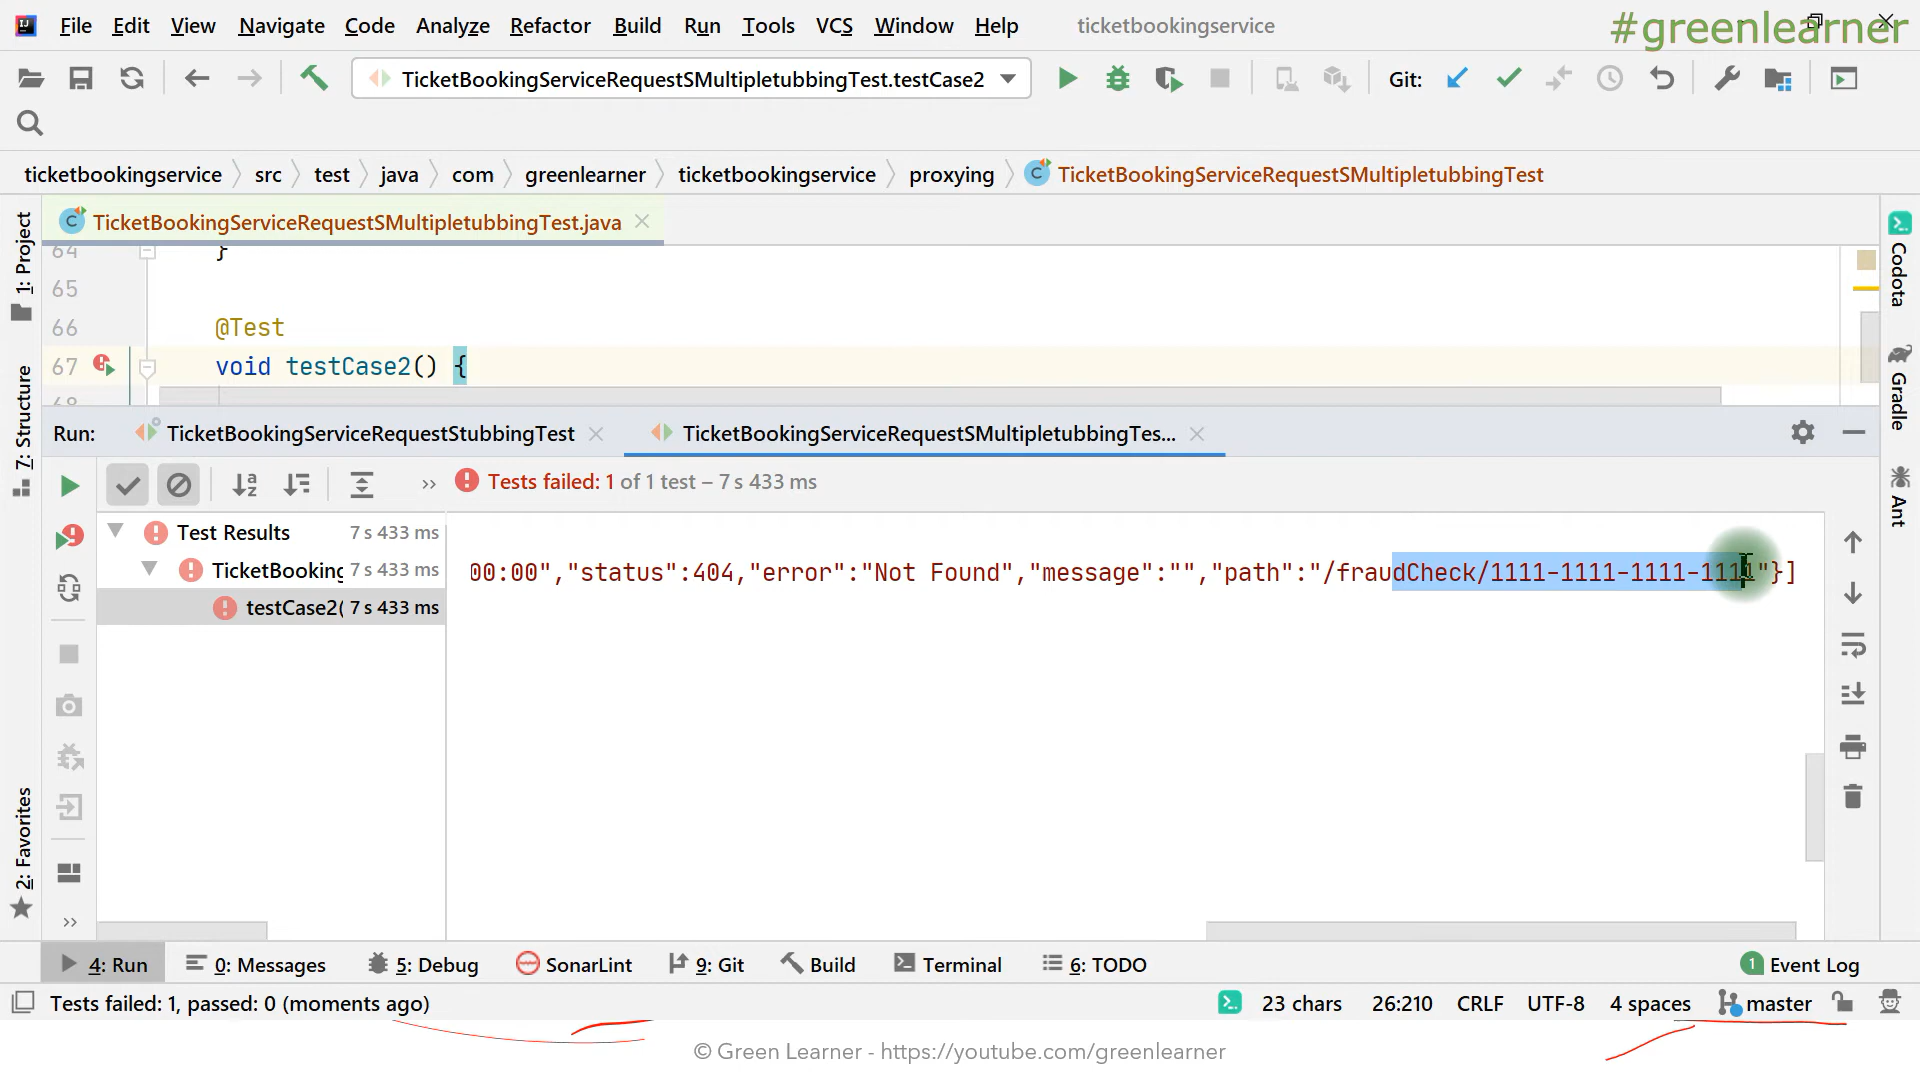 File Edit View Navigate Code Analyze Refactor Build Run Tools VCS Window Help ticketbookingservice
#greenlearner
TicketBookingServiceRequestSMultipletubbingTest.testCase2
Git:
ticketbookingservice src test java com greenlearner ticketbookingservice proxying TicketBookingServiceRequestSMultipletubbingTest
TicketBookingServiceRequestSMultipletubbingTest.java
64 }
65
66 @Test
67 void testCase2() {
68
Run: TicketBookingServiceRequestStubbingTest TicketBookingServiceRequestSMultipletubbingTes...
Tests failed: 1 of 1 test – 7 s 433 ms
Test Results 7 s 433 ms
TicketBooking 7 s 433 ms
testCase2( 7 s 433 ms
00:00","status":404,"error":"Not Found","message":"","path":"/fraudCheck/1111-1111-1111-1111"}]
1: Project
7: Structure
2: Favorites
Codota
Gradle
Ant
4: Run 0: Messages 5: Debug SonarLint 9: Git Build Terminal 6: TODO 1 Event Log
Tests failed: 1, passed: 0 (moments ago) 23 chars 26:210 CRLF UTF-8 4 spaces master
© Green Learner - https://youtube.com/greenlearner